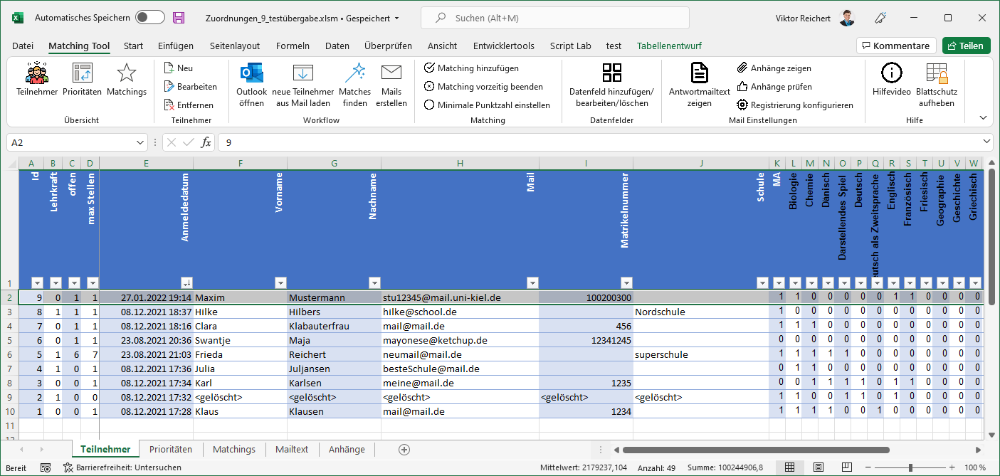 Automatisches Speichern Zuordnungen_9_testübergabe.xlsm • Gespeichert Suchen (Alt+M) Viktor Reichert
Datei Matching Tool Start Einfügen Seitenlayout Formeln Daten Überprüfen Ansicht Entwicklertools Script Lab test Tabellenentwurf Kommentare Teilen
Teilnehmer Prioritäten Matchings
Übersicht
Neu
Bearbeiten
Entfernen
Teilnehmer
Outlook öffnen
neue Teilnehmer aus Mail laden
Matches finden
Mails erstellen
Workflow
Matching hinzufügen
Matching vorzeitig beenden
Minimale Punktzahl einstellen
Matching
Datenfeld hinzufügen/
bearbeiten/löschen
Datenfelder
Antwortmailtext
zeigen
Anhänge zeigen
Anhänge prüfen
Registrierung konfigurieren
Mail Einstellungen
Hilfevideo
Blattschutz
aufheben
Hilfe
A2 fx 9
A B C D E F G H I J K L M N O P Q R S T U V W
1 Id Lehrkraft offen max Stellen Anmeldedatum Vorname Nachname Mail Matrikelnummer Schule MA Biologie Chemie Dänisch Darstellendes Spiel Deutsch utsch als Zweitsprache Englisch Französisch Friesisch Geographie Geschichte Griechisch
2 9 0 1 1 27.01.2022 19:14 Maxim Mustermann stu12345@mail.uni-kiel.de 100200300 1 1 0 0 0 0 0 1 1 0 0 0 0
3 8 1 1 1 08.12.2021 18:37 Hilke Hilbers hilke@school.de Nordschule 1 0 0 0 0 0 0 0 0 0 0 0 0
4 7 0 1 1 08.12.2021 18:16 Clara Klabauterfrau mail@mail.de 456 1 1 1 0 0 0 0 0 0 0 0 0 0
5 6 0 1 1 23.08.2021 20:36 Swantje Maja mayonese@ketchup.de 12341245 0 0 0 0 0 0 0 0 0 0 0 0 0
6 5 1 6 7 23.08.2021 21:03 Frieda Reichert neumail@mail.de superschule 1 1 1 1 1 0 0 0 0 0 0 0 0
7 4 1 0 1 08.12.2021 17:36 Julia Juljansen besteSchule@mail.de 0 1 1 0 0 0 0 0 0 0 0 0 0
8 3 0 0 1 08.12.2021 17:34 Karl Karlsen meine@mail.de 1235 0 0 1 1 1 1 1 0 1 0 0 0 0
9 2 1 0 0 08.12.2021 17:32 <gelöscht> <gelöscht> <gelöscht> <gelöscht> <gelöscht> 1 1 0 0 1 1 0 1 0 0 0 0 0
10 1 0 0 1 08.12.2021 17:28 Klaus Klausen mail@mail.de 1234 1 1 1 1 0 0 1 0 0 0 0 0 0
11
12
Teilnehmer Prioritäten Matchings Mailtext Anhänge
Bereit Barrierefreiheit: Untersuchen Mittelwert: 2179237,104 Anzahl: 49 Summe: 100244906,8 100 %